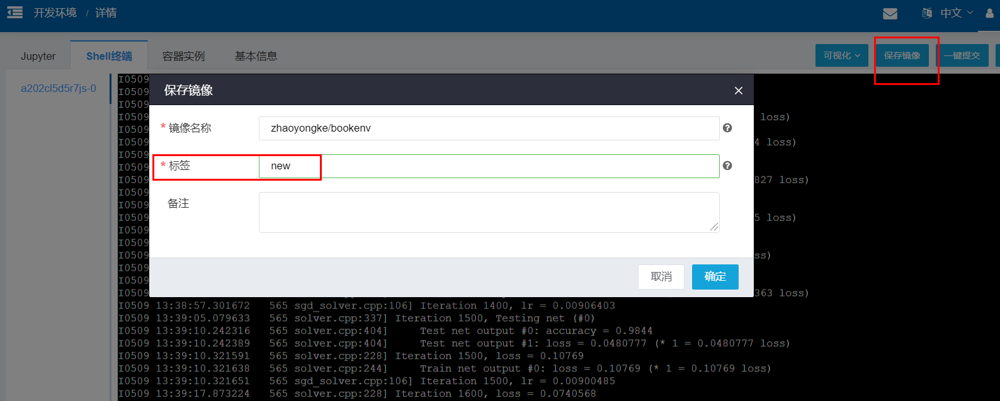 开发环境 / 详情
中文
Jupyter
Shell终端
容器实例
基本信息
可视化
保存镜像
一键提交
a202cl5d5r7js-0
I0509
I0509
I0509
I0509 loss)
I0509 4 loss)
I0509
I0509
I0509 827 loss)
I0509
I0509
I0509 5 loss)
I0509
I0509
I0509 ss)
I0509
I0509
I0509 363 loss)
保存镜像
* 镜像名称
zhaoyongke/bookenv
* 标签
new
备注
取消
确定
I0509 13:38:57.301672 565 sgd_solver.cpp:106] Iteration 1400, lr = 0.00906403
I0509 13:39:05.079633 565 solver.cpp:337] Iteration 1500, Testing net (#0)
I0509 13:39:10.242316 565 solver.cpp:404] Test net output #0: accuracy = 0.9844
I0509 13:39:10.242389 565 solver.cpp:404] Test net output #1: loss = 0.0480777 (* 1 = 0.0480777 loss)
I0509 13:39:10.321591 565 solver.cpp:228] Iteration 1500, loss = 0.10769
I0509 13:39:10.321638 565 solver.cpp:244] Train net output #0: loss = 0.10769 (* 1 = 0.10769 loss)
I0509 13:39:10.321651 565 sgd_solver.cpp:106] Iteration 1500, lr = 0.00900485
I0509 13:39:17.873224 565 solver.cpp:228] Iteration 1600, loss = 0.0740568